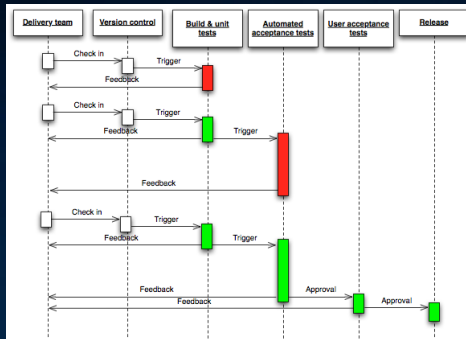 Delivery team
Version control
Build & unit
tests
Automated
acceptance tests
User acceptance
tests
Release
Check in
Trigger
Feedback
Check in
Trigger
Feedback
Trigger
Feedback
Check in
Trigger
Feedback
Trigger
Feedback
Approval
Feedback
Approval